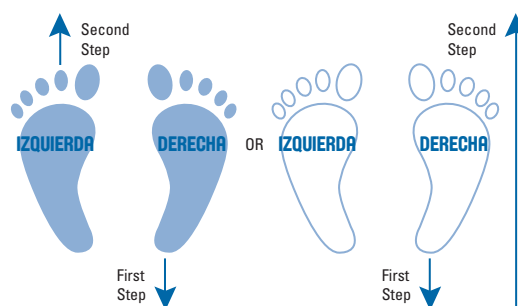 Second
Step
Second
Step
IZQUIERDA
DERECHA
OR
IZQUIERDA
DERECHA
First
Step
First
Step